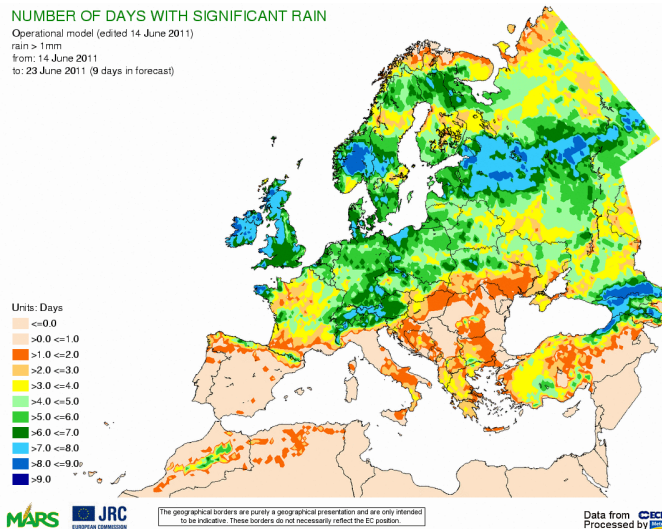 NUMBER OF DAYS WITH SIGNIFICANT RAIN
Operational model (edited 14 June 2011)
rain > 1mm
from: 14 June 2011
to: 23 June 2011 (9 days in forecast)
Units: Days
<=0.0
>0.0 <=1.0
>1.0 <=2.0
>2.0 <=3.0
>3.0 <=4.0
>4.0 <=5.0
>5.0 <=6.0
>6.0 <=7.0
>7.0 <=8.0
>8.0 <=9.0
>9.0
MARS
JRC
EUROPEAN COMMISSION
The geographical borders are purely a geographical presentation and are only intended
to be indicative. These borders do not necessarily reflect the EC position.
Data from
Processed by